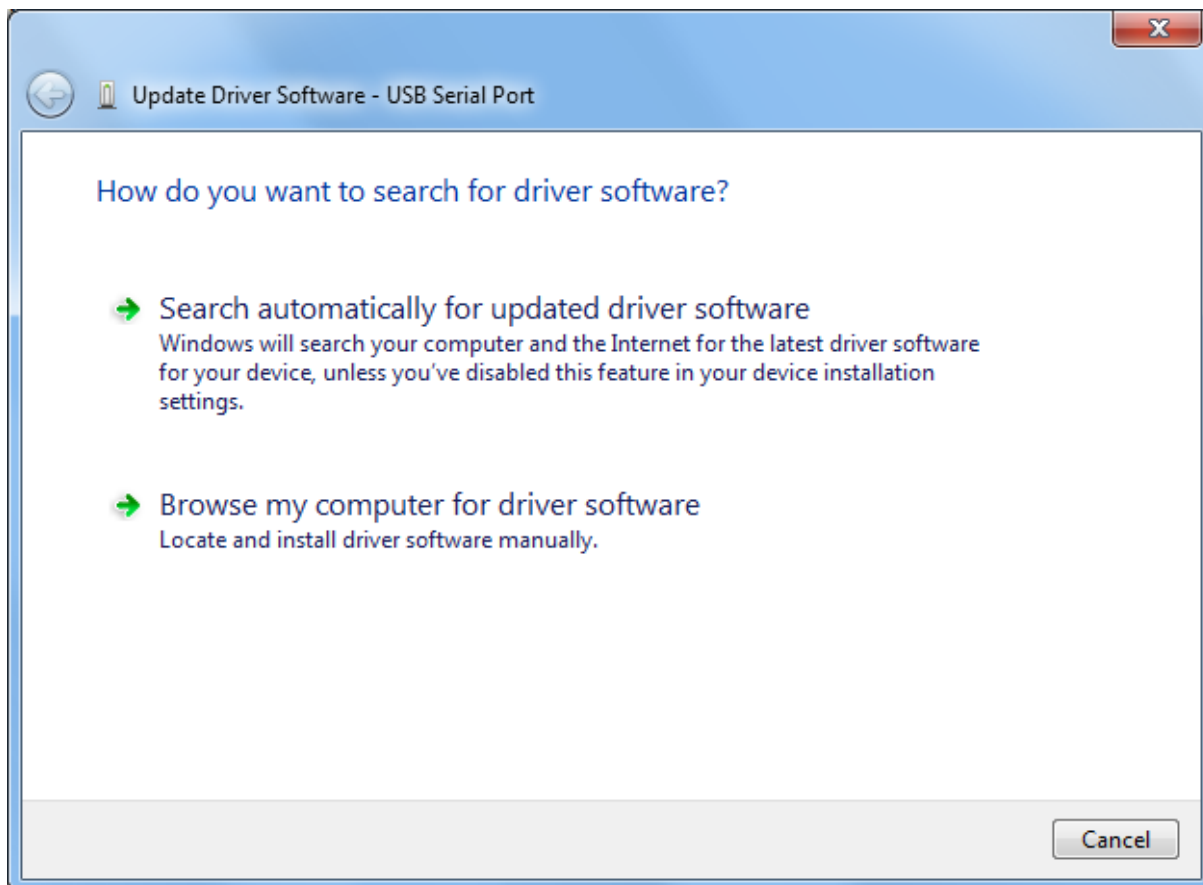 Update Driver Software - USB Serial Port
How do you want to search for driver software?
Search automatically for updated driver software
Windows will search your computer and the Internet for the latest driver software
for your device, unless you've disabled this feature in your device installation
settings.
Browse my computer for driver software
Locate and install driver software manually.
Cancel